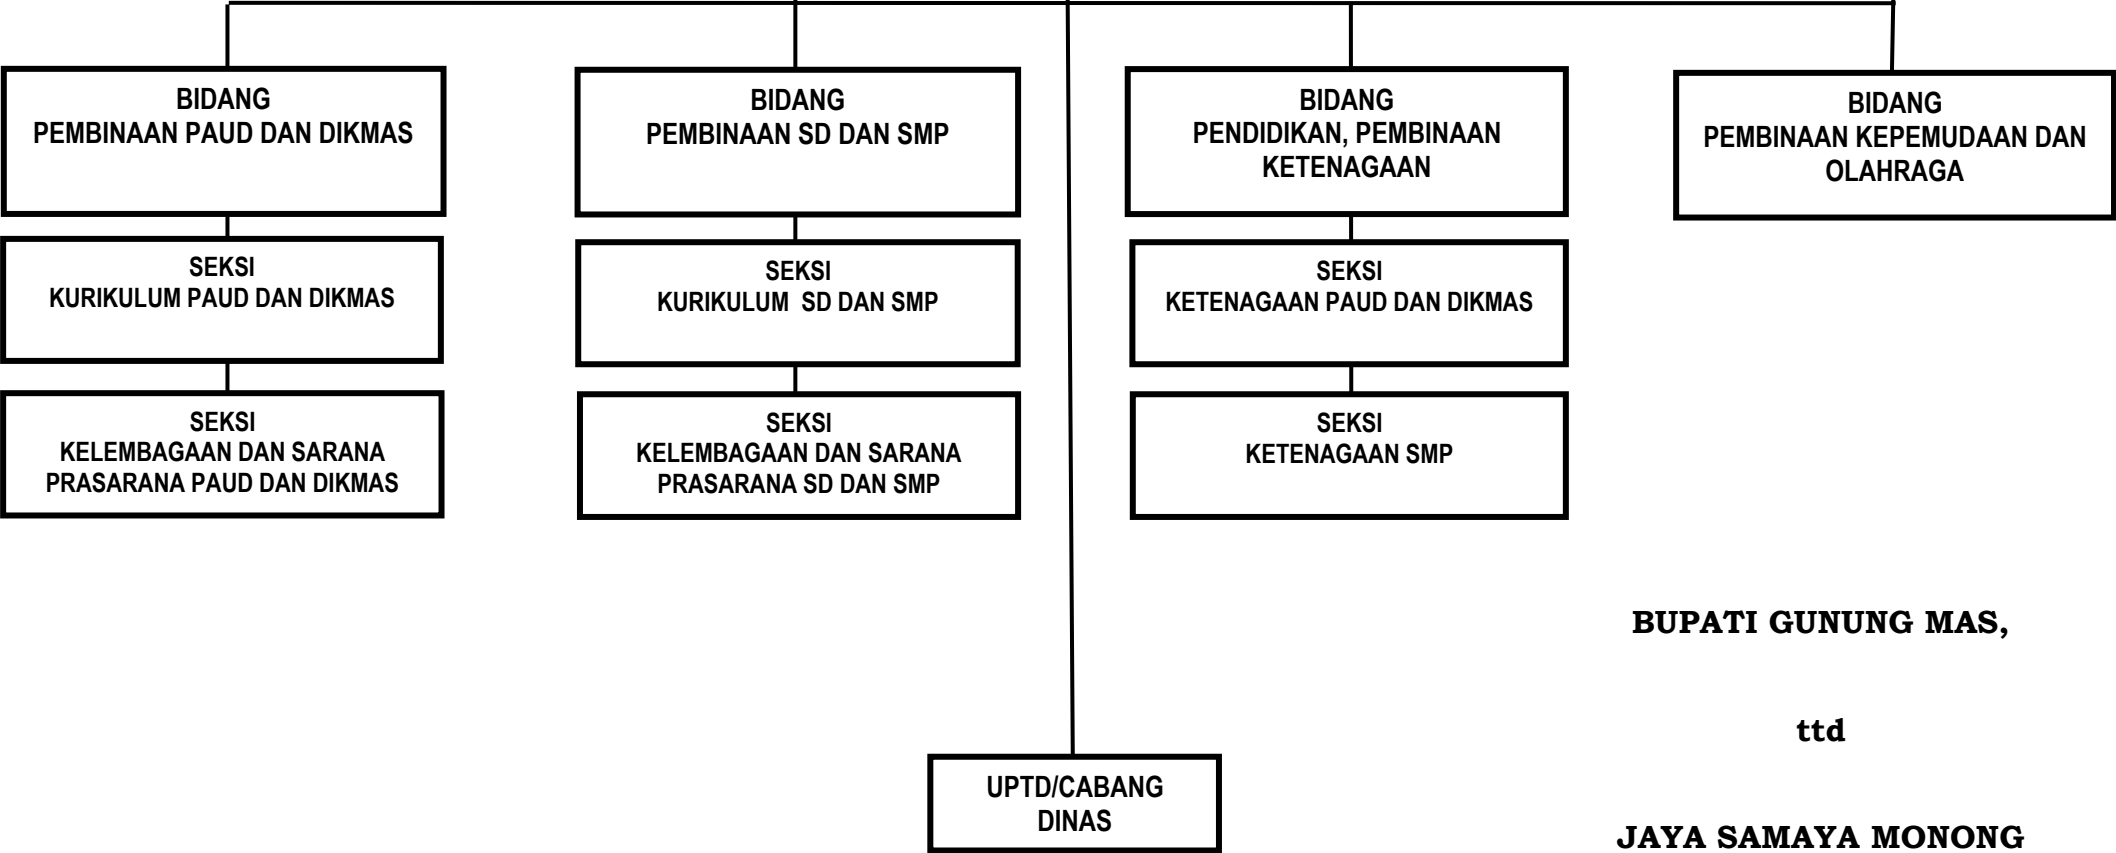 BIDANG
PEMBINAAN PAUD DAN DIKMAS
BIDANG
PEMBINAAN SD DAN SMP
BIDANG
PENDIDIKAN, PEMBINAAN
KETENAGAAN
BIDANG
PEMBINAAN KEPEMUDAAN DAN
OLAHRAGA
SEKSI
KURIKULUM PAUD DAN DIKMAS
SEKSI
KURIKULUM  SD DAN SMP
SEKSI
KETENAGAAN PAUD DAN DIKMAS
SEKSI
KELEMBAGAAN DAN SARANA
PRASARANA PAUD DAN DIKMAS
SEKSI
KELEMBAGAAN DAN SARANA
PRASARANA SD DAN SMP
SEKSI
KETENAGAAN SMP
BUPATI GUNUNG MAS,
ttd
UPTD/CABANG
DINAS
JAYA SAMAYA MONONG